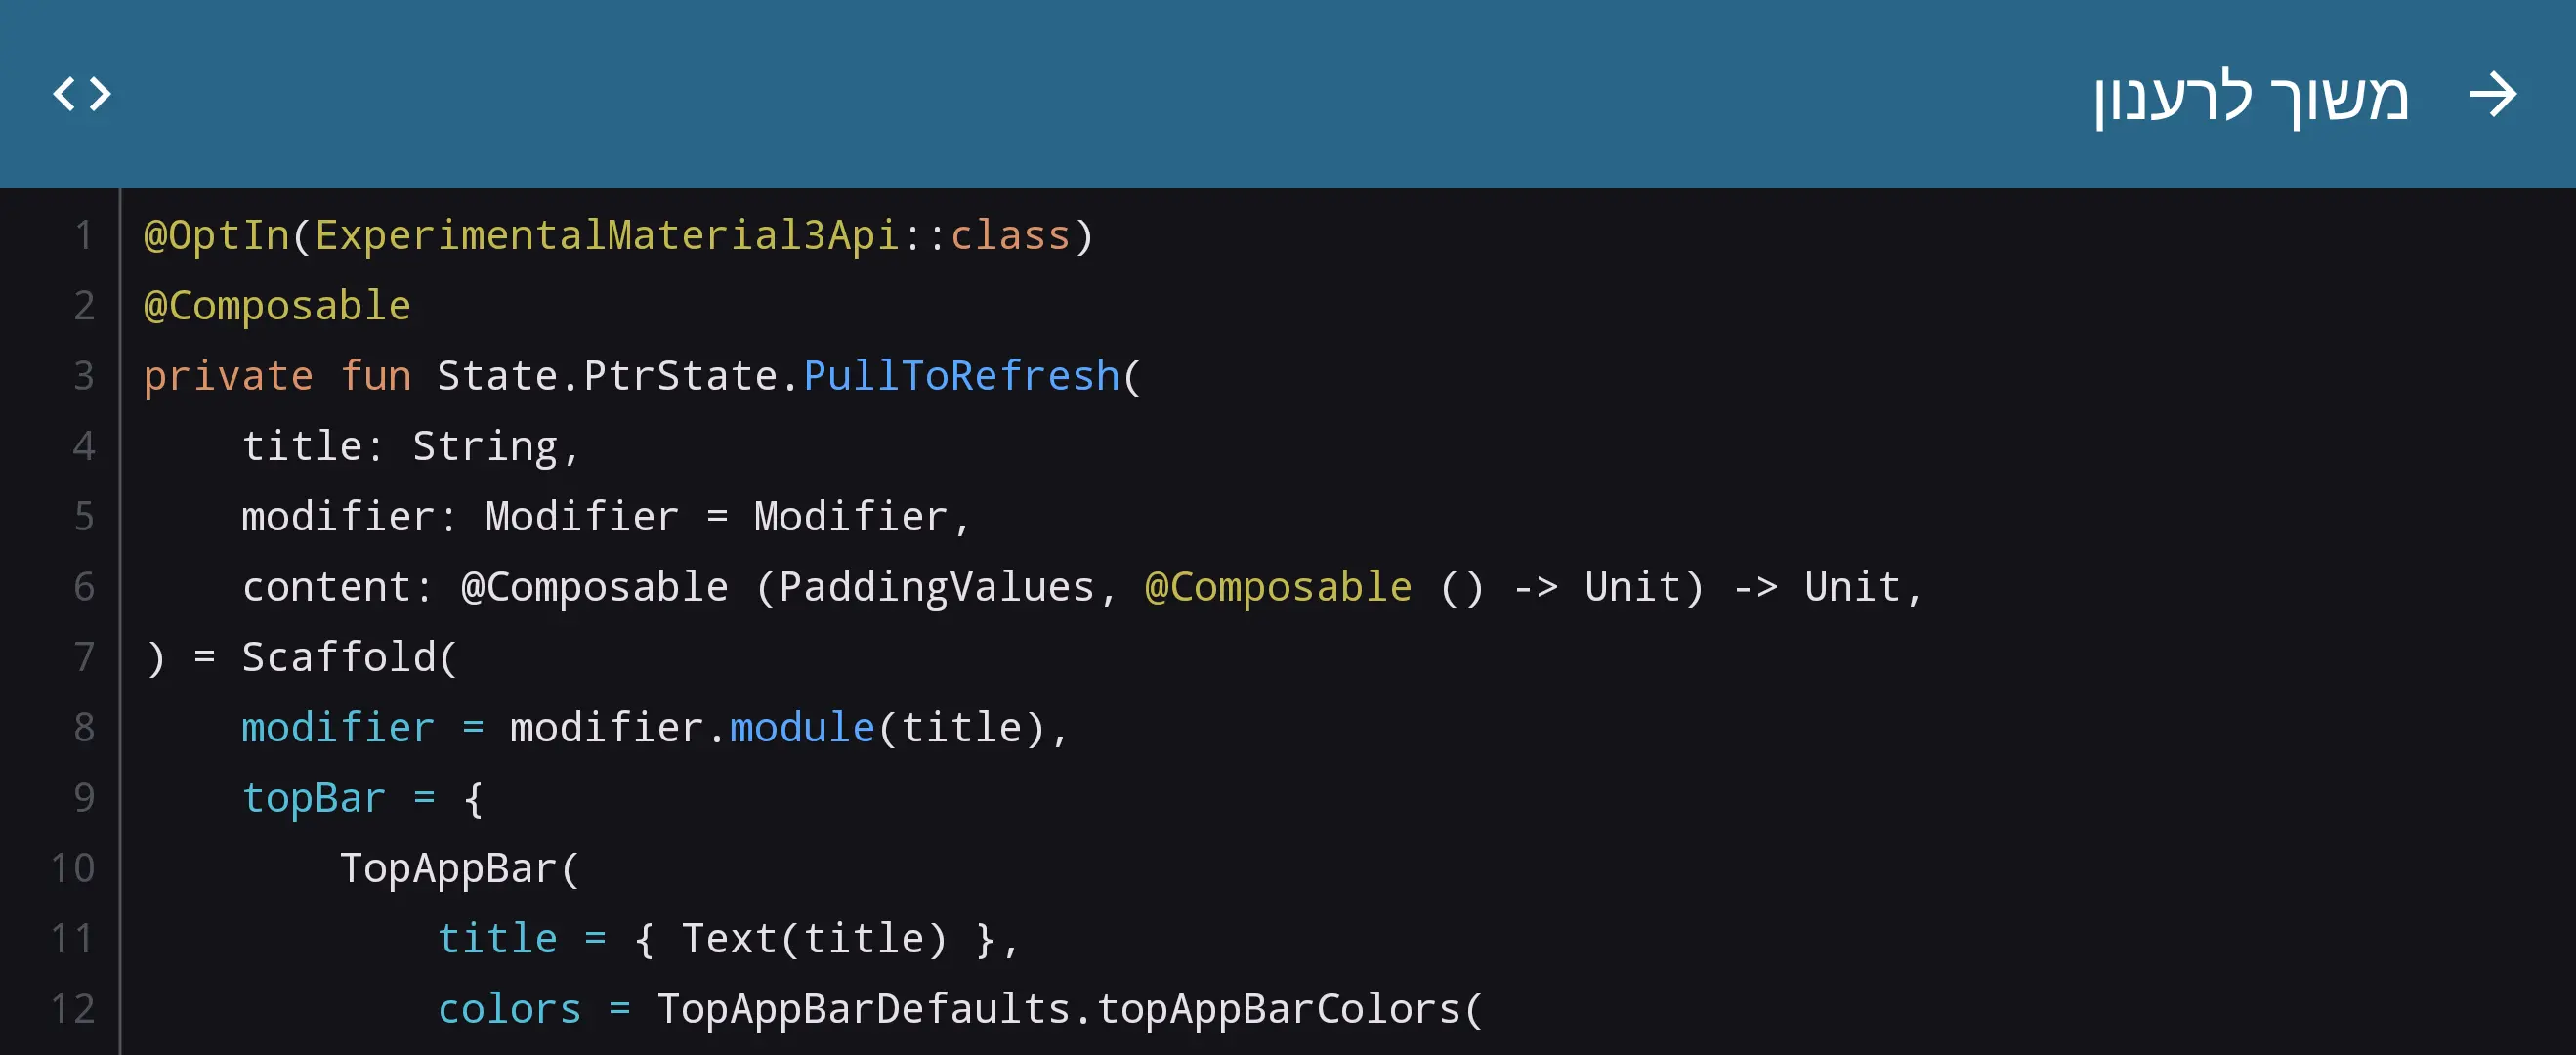 משוך לרענון
1 @OptIn(ExperimentalMaterial3Api::class)
2 @Composable
3 private fun State.PtrState.PullToRefresh(
4     title: String,
5     modifier: Modifier = Modifier,
6     content: @Composable (PaddingValues, @Composable () -> Unit) -> Unit,
7 ) = Scaffold(
8     modifier = modifier.module(title),
9     topBar = {
10         TopAppBar(
11             title = { Text(title) },
12             colors = TopAppBarDefaults.topAppBarColors(